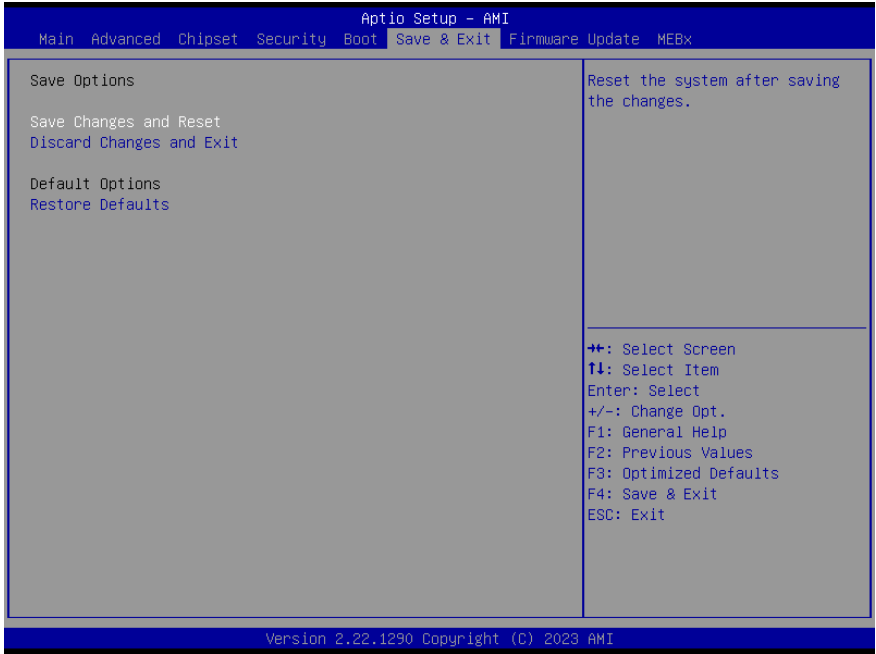 Aptio Setup – AMI
Main Advanced Chipset Security Boot Save & Exit Firmware Update MEBx
Save Options
Save Changes and Reset
Discard Changes and Exit
Default Options
Restore Defaults
Reset the system after saving
the changes.
→←: Select Screen
↑↓: Select Item
Enter: Select
+/-: Change Opt.
F1: General Help
F2: Previous Values
F3: Optimized Defaults
F4: Save & Exit
ESC: Exit
Version 2.22.1290 Copyright (C) 2023 AMI